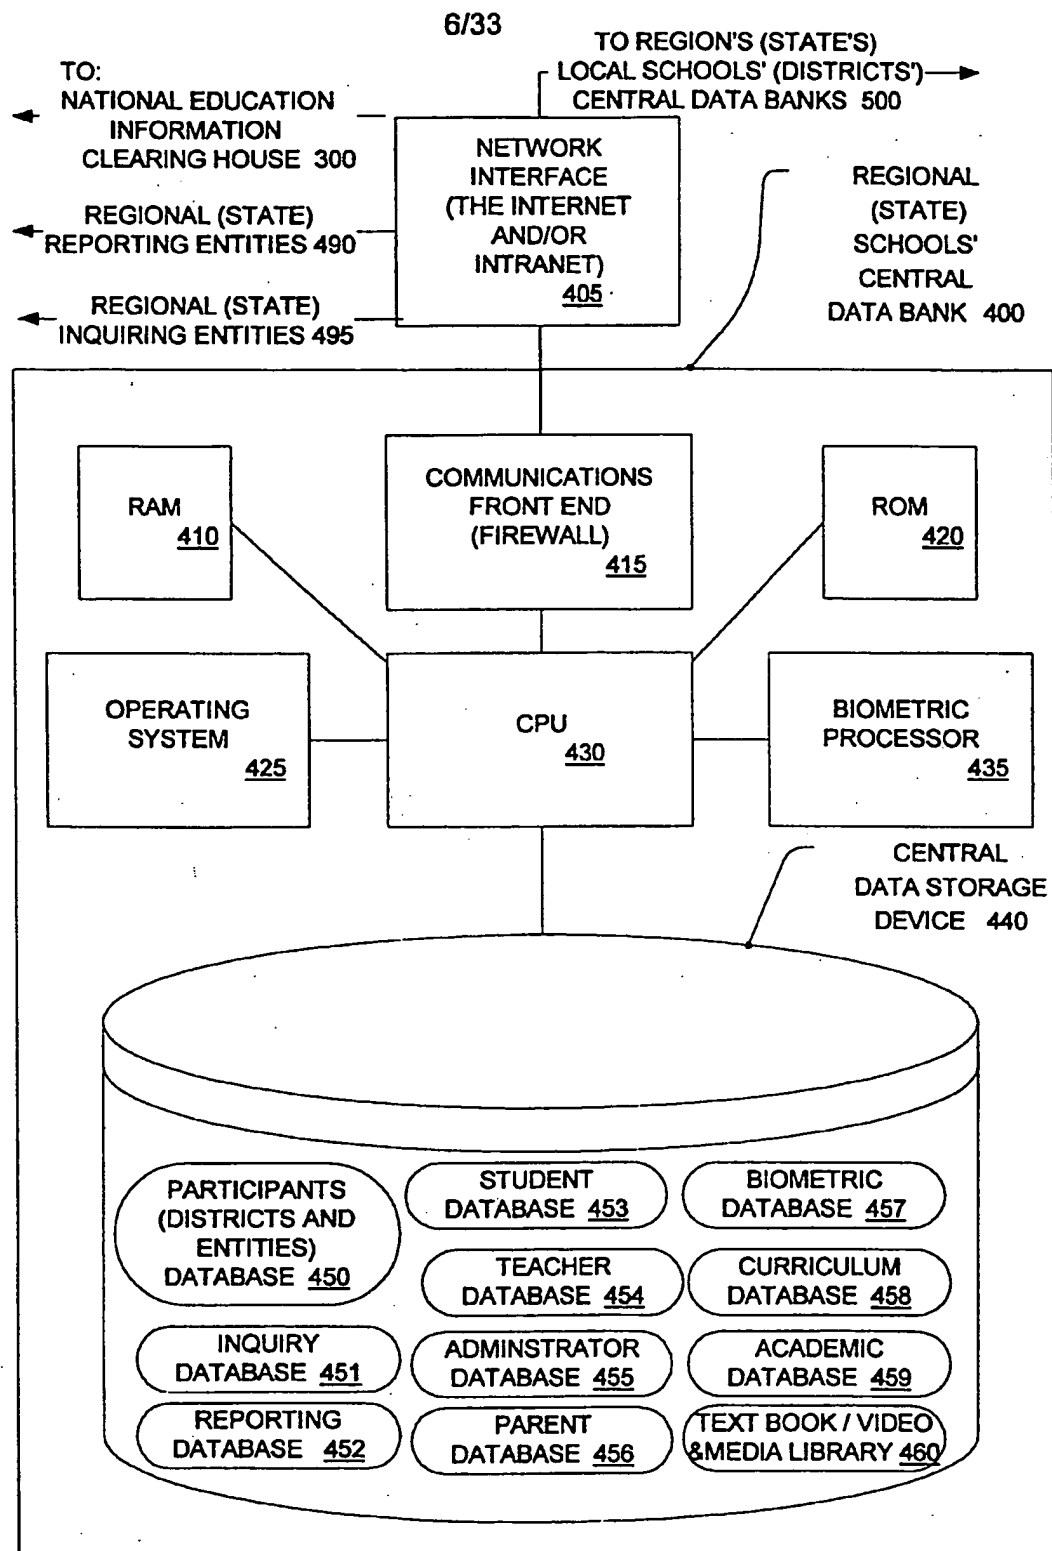 6/33
TO REGION'S (STATE'S)
LOCAL SCHOOLS' (DISTRICTS')
CENTRAL DATA BANKS 500
TO:
NATIONAL EDUCATION
INFORMATION
CLEARING HOUSE 300
REGIONAL (STATE)
REPORTING ENTITIES 490
REGIONAL (STATE)
INQUIRING ENTITIES 495
NETWORK
INTERFACE
(THE INTERNET
AND/OR
INTRANET)
405
REGIONAL
(STATE)
SCHOOLS'
CENTRAL
DATA BANK 400
RAM
410
COMMUNICATIONS
FRONT END
(FIREWALL)
415
ROM
420
OPERATING
SYSTEM
425
CPU
430
BIOMETRIC
PROCESSOR
435
CENTRAL
DATA STORAGE
DEVICE 440
PARTICIPANTS
(DISTRICTS AND
ENTITIES)
DATABASE 450
INQUIRY
DATABASE 451
REPORTING
DATABASE 452
STUDENT
DATABASE 453
TEACHER
DATABASE 454
ADMINSTRATOR
DATABASE 455
PARENT
DATABASE 456
BIOMETRIC
DATABASE 457
CURRICULUM
DATABASE 458
ACADEMIC
DATABASE 459
TEXT BOOK / VIDEO
&MEDIA LIBRARY 460